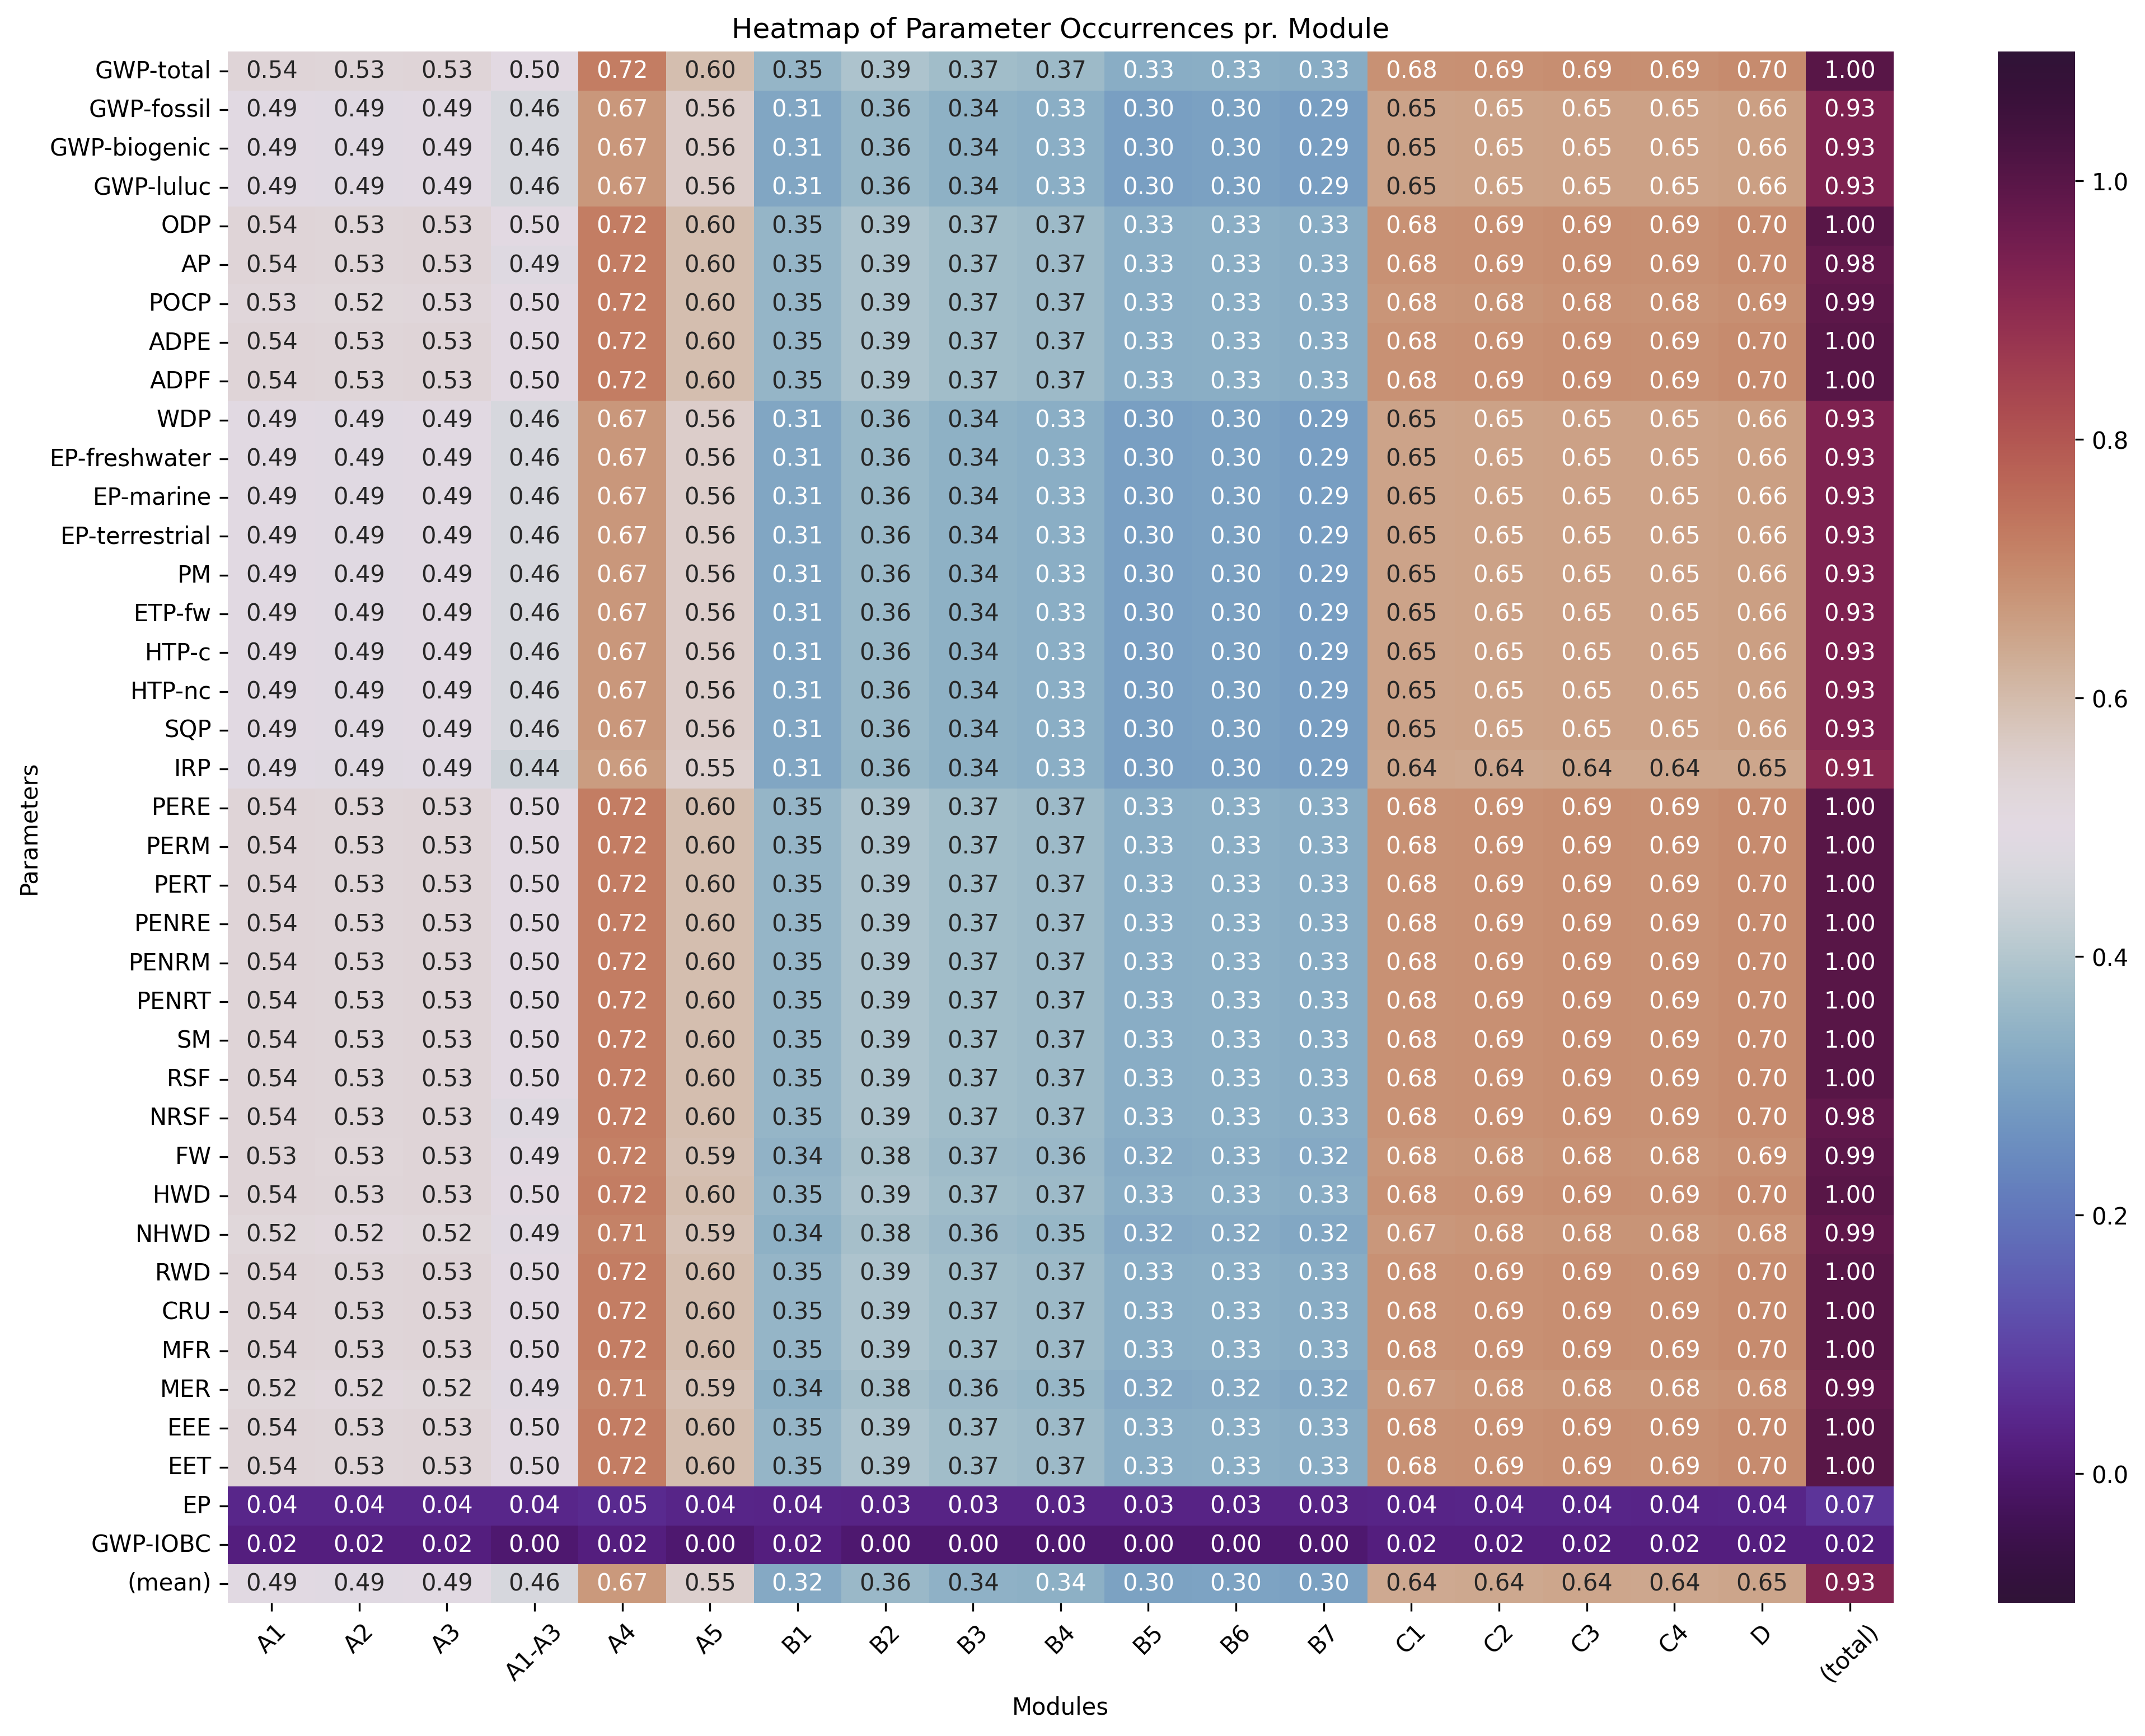 Heatmap of Parameter Occurrences pr. Module
GWP-total 0.54 0.53 0.53 0.50 0.72 0.60 0.35 0.39 0.37 0.37 0.33 0.33 0.33 0.68 0.69 0.69 0.69 0.70 1.00
GWP-fossil 0.49 0.49 0.49 0.46 0.67 0.56 0.31 0.36 0.34 0.33 0.30 0.30 0.29 0.65 0.65 0.65 0.65 0.66 0.93
GWP-biogenic 0.49 0.49 0.49 0.46 0.67 0.56 0.31 0.36 0.34 0.33 0.30 0.30 0.29 0.65 0.65 0.65 0.65 0.66 0.93
GWP-luluc 0.49 0.49 0.49 0.46 0.67 0.56 0.31 0.36 0.34 0.33 0.30 0.30 0.29 0.65 0.65 0.65 0.65 0.66 0.93
ODP 0.54 0.53 0.53 0.50 0.72 0.60 0.35 0.39 0.37 0.37 0.33 0.33 0.33 0.68 0.69 0.69 0.69 0.70 1.00
AP 0.54 0.53 0.53 0.49 0.72 0.60 0.35 0.39 0.37 0.37 0.33 0.33 0.33 0.68 0.69 0.69 0.69 0.70 0.98
POCP 0.53 0.52 0.53 0.50 0.72 0.60 0.35 0.39 0.37 0.37 0.33 0.33 0.33 0.68 0.68 0.68 0.68 0.69 0.99
ADPE 0.54 0.53 0.53 0.50 0.72 0.60 0.35 0.39 0.37 0.37 0.33 0.33 0.33 0.68 0.69 0.69 0.69 0.70 1.00
ADPF 0.54 0.53 0.53 0.50 0.72 0.60 0.35 0.39 0.37 0.37 0.33 0.33 0.33 0.68 0.69 0.69 0.69 0.70 1.00
WDP 0.49 0.49 0.49 0.46 0.67 0.56 0.31 0.36 0.34 0.33 0.30 0.30 0.29 0.65 0.65 0.65 0.65 0.66 0.93
EP-freshwater 0.49 0.49 0.49 0.46 0.67 0.56 0.31 0.36 0.34 0.33 0.30 0.30 0.29 0.65 0.65 0.65 0.65 0.66 0.93
EP-marine 0.49 0.49 0.49 0.46 0.67 0.56 0.31 0.36 0.34 0.33 0.30 0.30 0.29 0.65 0.65 0.65 0.65 0.66 0.93
EP-terrestrial 0.49 0.49 0.49 0.46 0.67 0.56 0.31 0.36 0.34 0.33 0.30 0.30 0.29 0.65 0.65 0.65 0.65 0.66 0.93
PM 0.49 0.49 0.49 0.46 0.67 0.56 0.31 0.36 0.34 0.33 0.30 0.30 0.29 0.65 0.65 0.65 0.65 0.66 0.93
ETP-fw 0.49 0.49 0.49 0.46 0.67 0.56 0.31 0.36 0.34 0.33 0.30 0.30 0.29 0.65 0.65 0.65 0.65 0.66 0.93
HTP-c 0.49 0.49 0.49 0.46 0.67 0.56 0.31 0.36 0.34 0.33 0.30 0.30 0.29 0.65 0.65 0.65 0.65 0.66 0.93
HTP-nc 0.49 0.49 0.49 0.46 0.67 0.56 0.31 0.36 0.34 0.33 0.30 0.30 0.29 0.65 0.65 0.65 0.65 0.66 0.93
SQP 0.49 0.49 0.49 0.46 0.67 0.56 0.31 0.36 0.34 0.33 0.30 0.30 0.29 0.65 0.65 0.65 0.65 0.66 0.93
IRP 0.49 0.49 0.49 0.44 0.66 0.55 0.31 0.36 0.34 0.33 0.30 0.30 0.29 0.64 0.64 0.64 0.64 0.65 0.91
PERE 0.54 0.53 0.53 0.50 0.72 0.60 0.35 0.39 0.37 0.37 0.33 0.33 0.33 0.68 0.69 0.69 0.69 0.70 1.00
PERM 0.54 0.53 0.53 0.50 0.72 0.60 0.35 0.39 0.37 0.37 0.33 0.33 0.33 0.68 0.69 0.69 0.69 0.70 1.00
PERT 0.54 0.53 0.53 0.50 0.72 0.60 0.35 0.39 0.37 0.37 0.33 0.33 0.33 0.68 0.69 0.69 0.69 0.70 1.00
PENRE 0.54 0.53 0.53 0.50 0.72 0.60 0.35 0.39 0.37 0.37 0.33 0.33 0.33 0.68 0.69 0.69 0.69 0.70 1.00
PENRM 0.54 0.53 0.53 0.50 0.72 0.60 0.35 0.39 0.37 0.37 0.33 0.33 0.33 0.68 0.69 0.69 0.69 0.70 1.00
PENRT 0.54 0.53 0.53 0.50 0.72 0.60 0.35 0.39 0.37 0.37 0.33 0.33 0.33 0.68 0.69 0.69 0.69 0.70 1.00
SM 0.54 0.53 0.53 0.50 0.72 0.60 0.35 0.39 0.37 0.37 0.33 0.33 0.33 0.68 0.69 0.69 0.69 0.70 1.00
RSF 0.54 0.53 0.53 0.50 0.72 0.60 0.35 0.39 0.37 0.37 0.33 0.33 0.33 0.68 0.69 0.69 0.69 0.70 1.00
NRSF 0.54 0.53 0.53 0.49 0.72 0.60 0.35 0.39 0.37 0.37 0.33 0.33 0.33 0.68 0.69 0.69 0.69 0.70 0.98
FW 0.53 0.53 0.53 0.49 0.72 0.59 0.34 0.38 0.37 0.36 0.32 0.33 0.32 0.68 0.68 0.68 0.68 0.69 0.99
HWD 0.54 0.53 0.53 0.50 0.72 0.60 0.35 0.39 0.37 0.37 0.33 0.33 0.33 0.68 0.69 0.69 0.69 0.70 1.00
NHWD 0.52 0.52 0.52 0.49 0.71 0.59 0.34 0.38 0.36 0.35 0.32 0.32 0.32 0.67 0.68 0.68 0.68 0.68 0.99
RWD 0.54 0.53 0.53 0.50 0.72 0.60 0.35 0.39 0.37 0.37 0.33 0.33 0.33 0.68 0.69 0.69 0.69 0.70 1.00
CRU 0.54 0.53 0.53 0.50 0.72 0.60 0.35 0.39 0.37 0.37 0.33 0.33 0.33 0.68 0.69 0.69 0.69 0.70 1.00
MFR 0.54 0.53 0.53 0.50 0.72 0.60 0.35 0.39 0.37 0.37 0.33 0.33 0.33 0.68 0.69 0.69 0.69 0.70 1.00
MER 0.52 0.52 0.52 0.49 0.71 0.59 0.34 0.38 0.36 0.35 0.32 0.32 0.32 0.67 0.68 0.68 0.68 0.68 0.99
EEE 0.54 0.53 0.53 0.50 0.72 0.60 0.35 0.39 0.37 0.37 0.33 0.33 0.33 0.68 0.69 0.69 0.69 0.70 1.00
EET 0.54 0.53 0.53 0.50 0.72 0.60 0.35 0.39 0.37 0.37 0.33 0.33 0.33 0.68 0.69 0.69 0.69 0.70 1.00
EP 0.04 0.04 0.04 0.04 0.05 0.04 0.04 0.03 0.03 0.03 0.03 0.03 0.03 0.04 0.04 0.04 0.04 0.04 0.07
GWP-IOBC 0.02 0.02 0.02 0.00 0.02 0.00 0.02 0.00 0.00 0.00 0.00 0.00 0.00 0.02 0.02 0.02 0.02 0.02 0.02
(mean) 0.49 0.49 0.49 0.46 0.67 0.55 0.32 0.36 0.34 0.34 0.30 0.30 0.30 0.64 0.64 0.64 0.64 0.65 0.93
A1 A2 A3 A1-A3 A4 A5 B1 B2 B3 B4 B5 B6 B7 C1 C2 C3 C4 D (total)
Modules
Parameters
1.0
0.8
0.6
0.4
0.2
0.0